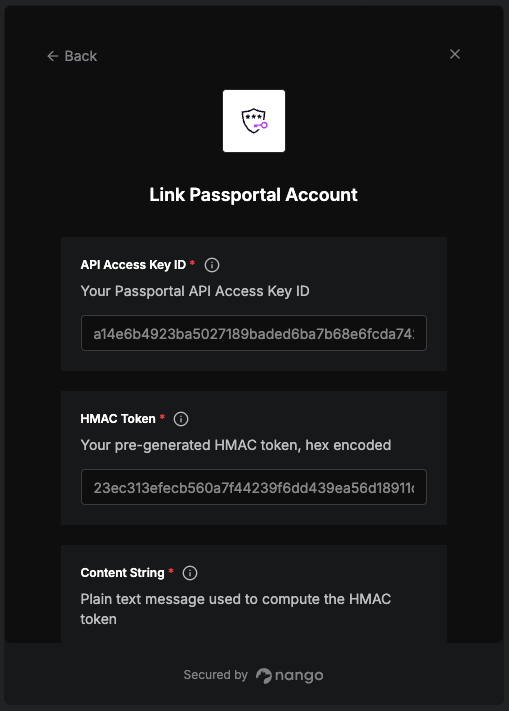 Back
***
Link Passportal Account
API Access Key ID *
Your Passportal API Access Key ID
a14e6b4923ba5027189baded6ba7b68e6fcda74
HMAC Token *
Your pre-generated HMAC token, hex encoded
23ec313efecb560a7f44239f6dd439ea56d18911
Content String *
Plain text message used to compute the HMAC
token
Secured by nango